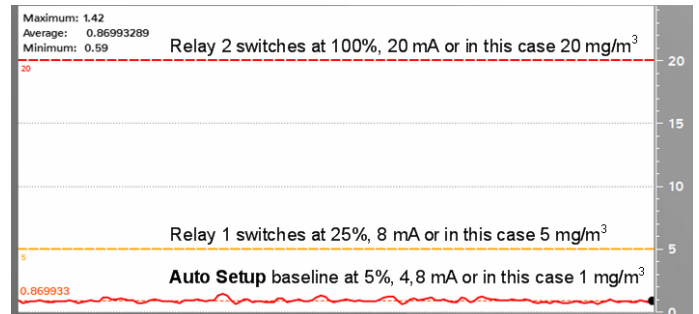 Maximum: 1.42
Average: 0.86993289
Minimum: 0.59
Relay 2 switches at 100%, 20 mA or in this case 20 mg/m³
20
20
15
10
Relay 1 switches at 25%, 8 mA or in this case 5 mg/m³
5
5
Auto Setup baseline at 5%, 4,8 mA or in this case 1 mg/m³
0.869933
0